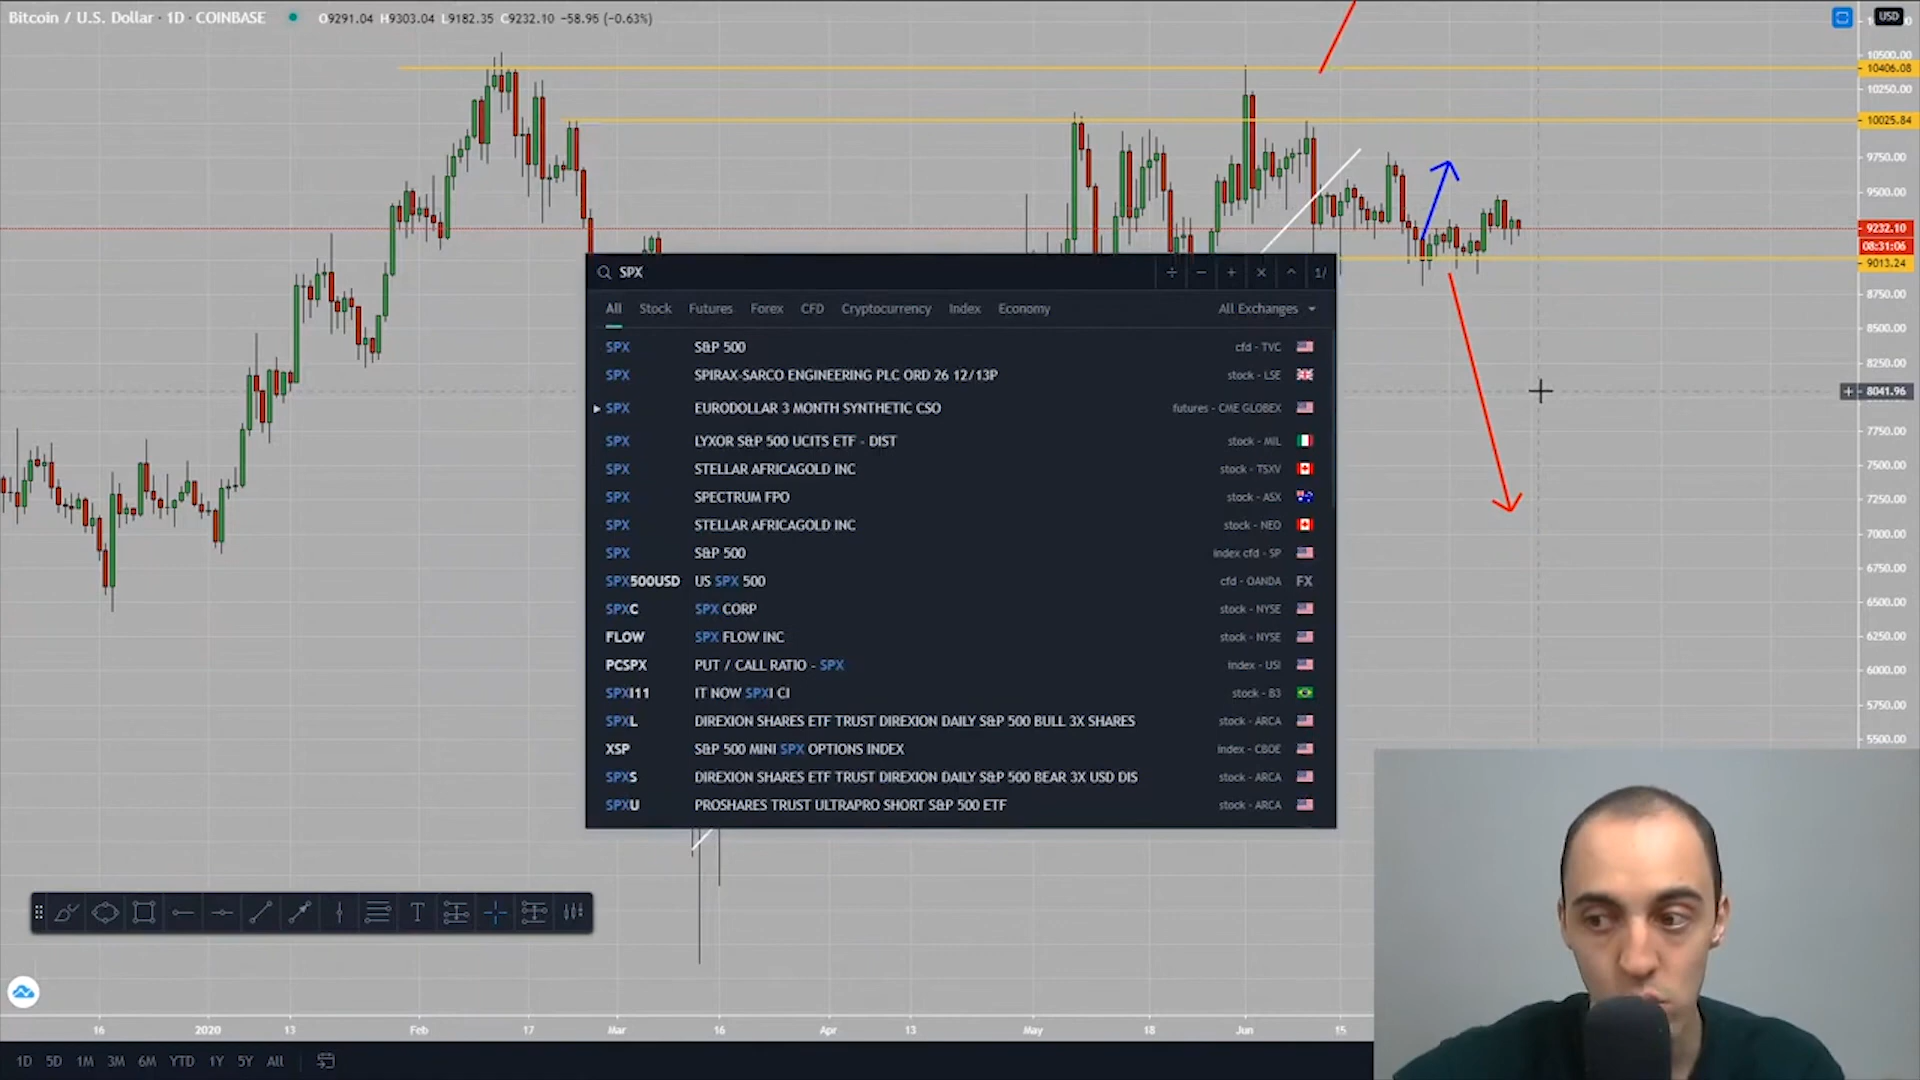 Bitcoin / U.S. Dollar · 1D · COINBASE O9291.04 H9303.04 L9182.35 C9232.10 −58.95 (−0.63%)
USD
10500.00
10406.08
10250.00
10025.84
9750.00
9500.00
9232.10
08:31:06
9013.24
8750.00
8500.00
8250.00
8041.96
7750.00
7500.00
7250.00
7000.00
6750.00
6500.00
6250.00
6000.00
5750.00
5500.00
SPX
1/
All Stock Futures Forex CFD Cryptocurrency Index Economy All Exchanges
SPX S&P 500 cfd - TVC
SPX SPIRAX-SARCO ENGINEERING PLC ORD 26 12/13P stock - LSE
SPX EURODOLLAR 3 MONTH SYNTHETIC CSO futures - CME GLOBEX
SPX LYXOR S&P 500 UCITS ETF - DIST stock - MIL
SPX STELLAR AFRICAGOLD INC stock - TSXV
SPX SPECTRUM FPO stock - ASX
SPX STELLAR AFRICAGOLD INC stock - NEO
SPX S&P 500 index cfd - SP
SPX500USD US SPX 500 cfd - OANDA FX
SPXC SPX CORP stock - NYSE
FLOW SPX FLOW INC stock - NYSE
PCSPX PUT / CALL RATIO - SPX index - USI
SPXI11 IT NOW SPXI CI stock - B3
SPXL DIREXION SHARES ETF TRUST DIREXION DAILY S&P 500 BULL 3X SHARES stock - ARCA
XSP S&P 500 MINI SPX OPTIONS INDEX index - CBOE
SPXS DIREXION SHARES ETF TRUST DIREXION DAILY S&P 500 BEAR 3X USD DIS stock - ARCA
SPXU PROSHARES TRUST ULTRAPRO SHORT S&P 500 ETF stock - ARCA
16 2020 13 Feb 17 Mar 16 Apr 13 May 18 Jun 15
1D 5D 1M 3M 6M YTD 1Y 5Y All